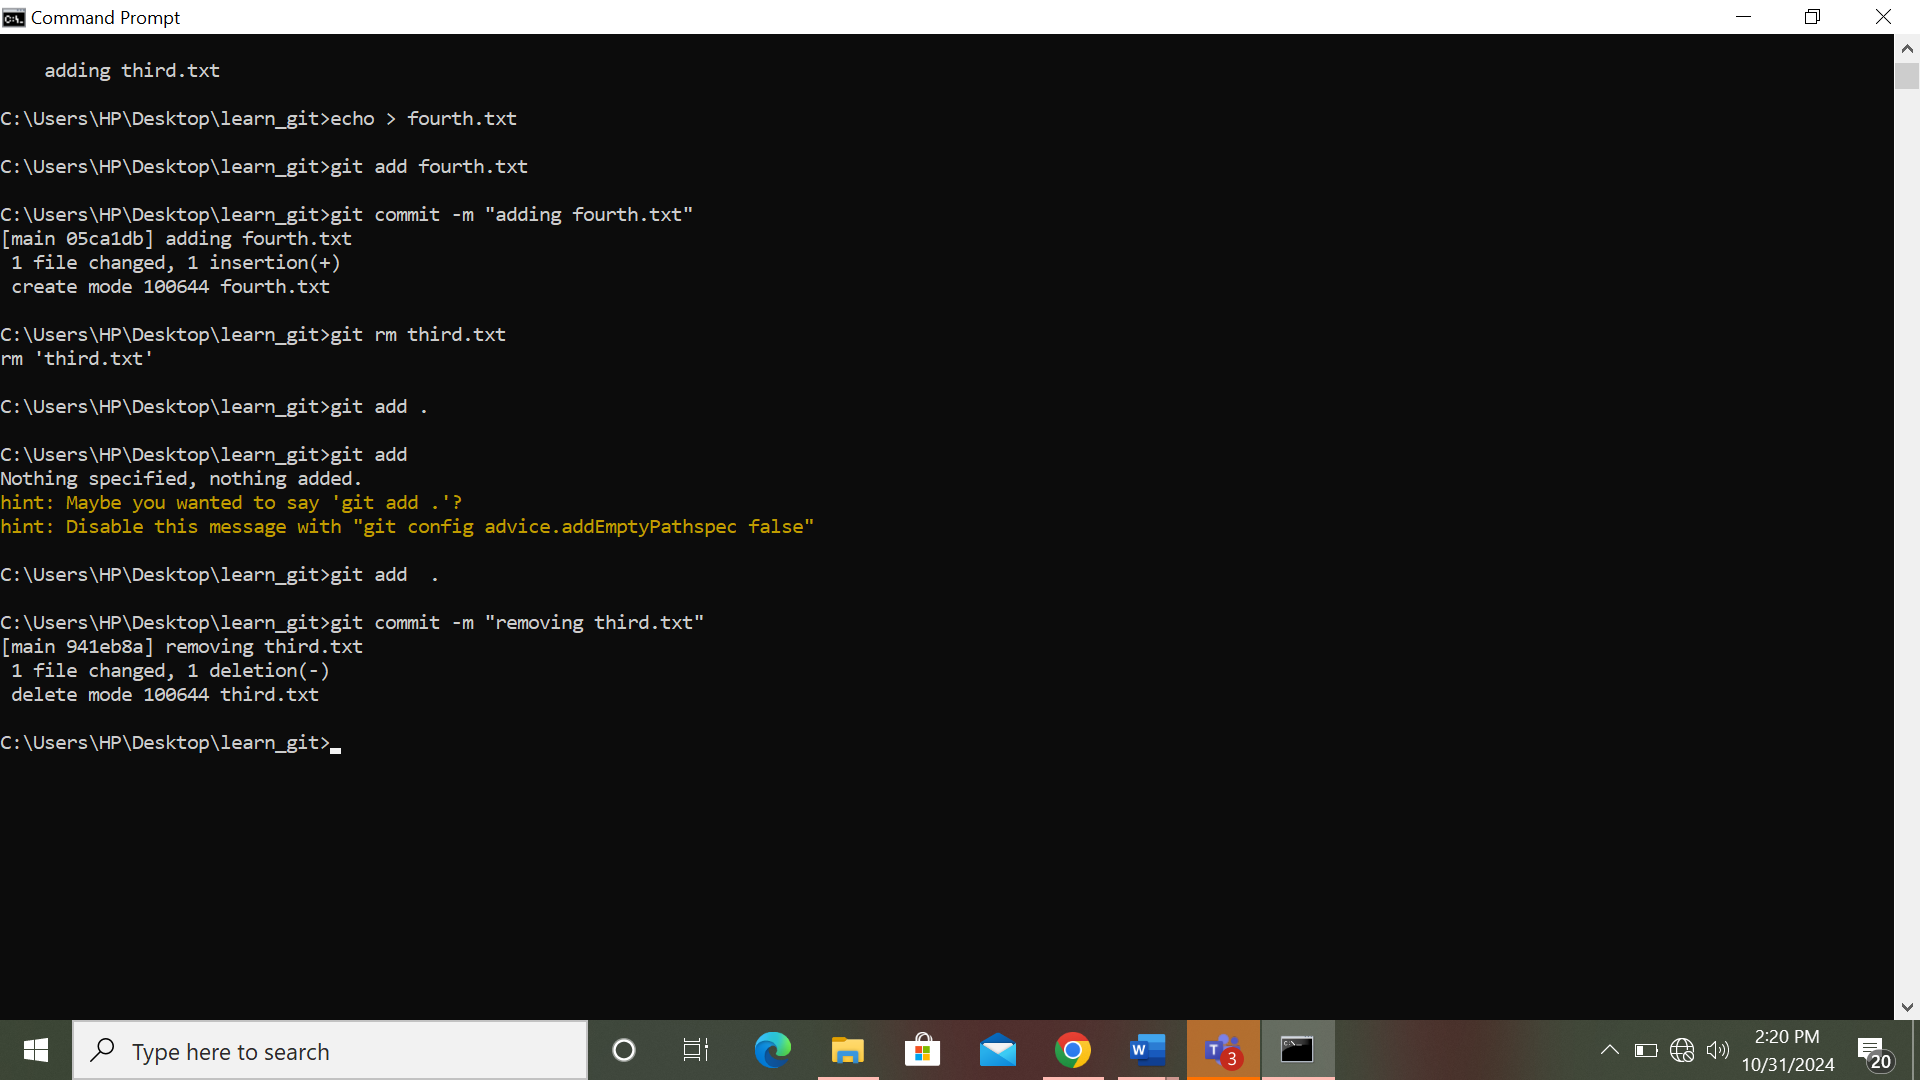 Command Prompt
adding third.txt
C:\Users\HP\Desktop\learn_git>echo > fourth.txt
C:\Users\HP\Desktop\learn_git>git add fourth.txt
C:\Users\HP\Desktop\learn_git>git commit -m "adding fourth.txt"
[main 05ca1db] adding fourth.txt
 1 file changed, 1 insertion(+)
 create mode 100644 fourth.txt
C:\Users\HP\Desktop\learn_git>git rm third.txt
rm 'third.txt'
C:\Users\HP\Desktop\learn_git>git add .
C:\Users\HP\Desktop\learn_git>git add
Nothing specified, nothing added.
hint: Maybe you wanted to say 'git add .'?
hint: Disable this message with "git config advice.addEmptyPathspec false"
C:\Users\HP\Desktop\learn_git>git add  .
C:\Users\HP\Desktop\learn_git>git commit -m "removing third.txt"
[main 941eb8a] removing third.txt
 1 file changed, 1 deletion(-)
 delete mode 100644 third.txt
C:\Users\HP\Desktop\learn_git>
Type here to search
3
2:20 PM
10/31/2024
20